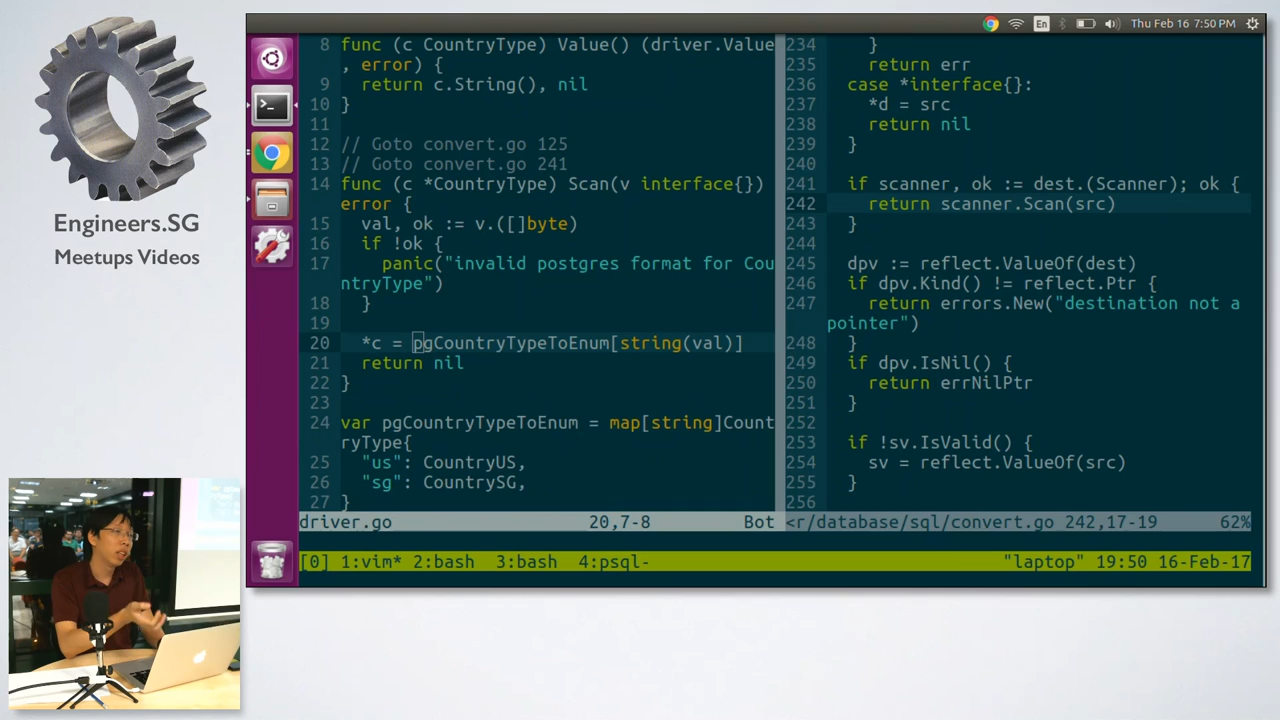 Engineers.SG
Meetups Videos
En
Thu Feb 16 7:50 PM
8 func (c CountryType) Value() (driver.Value
, error) {
9 return c.String(), nil
10 }
11
12 // Goto convert.go 125
13 // Goto convert.go 241
14 func (c *CountryType) Scan(v interface{})
error {
15 val, ok := v.([]byte)
16 if !ok {
17 panic("invalid postgres format for Cou
ntryType")
18 }
19
20 *c = pgCountryTypeToEnum[string(val)]
21 return nil
22 }
23
24 var pgCountryTypeToEnum = map[string]Count
ryType{
25 "us": CountryUS,
26 "sg": CountrySG,
27 }
driver.go 20,7-8 Bot
234 }
235 return err
236 case *interface{}:
237 *d = src
238 return nil
239 }
240
241 if scanner, ok := dest.(Scanner); ok {
242 return scanner.Scan(src)
243 }
244
245 dpv := reflect.ValueOf(dest)
246 if dpv.Kind() != reflect.Ptr {
247 return errors.New("destination not a
pointer")
248 }
249 if dpv.IsNil() {
250 return errNilPtr
251 }
252
253 if !sv.IsValid() {
254 sv = reflect.ValueOf(src)
255 }
256
<r/database/sql/convert.go 242,17-19 62%
[0] 1:vim* 2:bash 3:bash 4:psql- "laptop" 19:50 16-Feb-17